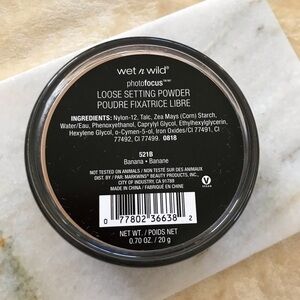 wet n wild®
photofocus™/MC
LOOSE SETTING POWDER
POUDRE FIXATRICE LIBRE
INGREDIENTS: Nylon-12, Talc, Zea Mays (Corn) Starch,
Water/Eau, Phenoxyethanol, Caprylyl Glycol, Ethylhexylglycerin,
Hexylene Glycol, o-Cymen-5-ol, Iron Oxides/CI 77491, CI
77492, CI 77499. 0818
521B
Banana • Banane
NOT TESTED ON ANIMALS / NON TESTÉ SUR DES ANIMAUX
DIST. BY / PAR: MARKWINS® BEAUTY PRODUCTS, INC.
CITY OF INDUSTRY, CA 91789
MADE IN CHINA / FABRIQUÉ EN CHINE
0 77802 36638 2
V
VEGAN
NET WT. / POIDS NET
0.70 OZ. / 20 g